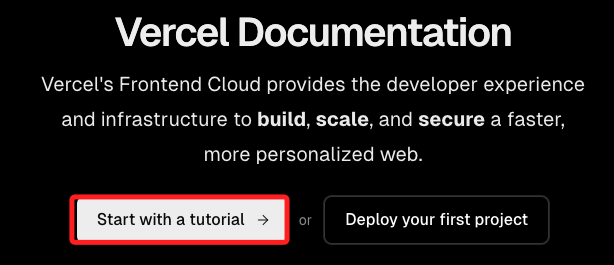 Vercel Documentation
Vercel's Frontend Cloud provides the developer experience
and infrastructure to build, scale, and secure a faster,
more personalized web.
Start with a tutorial → or Deploy your first project